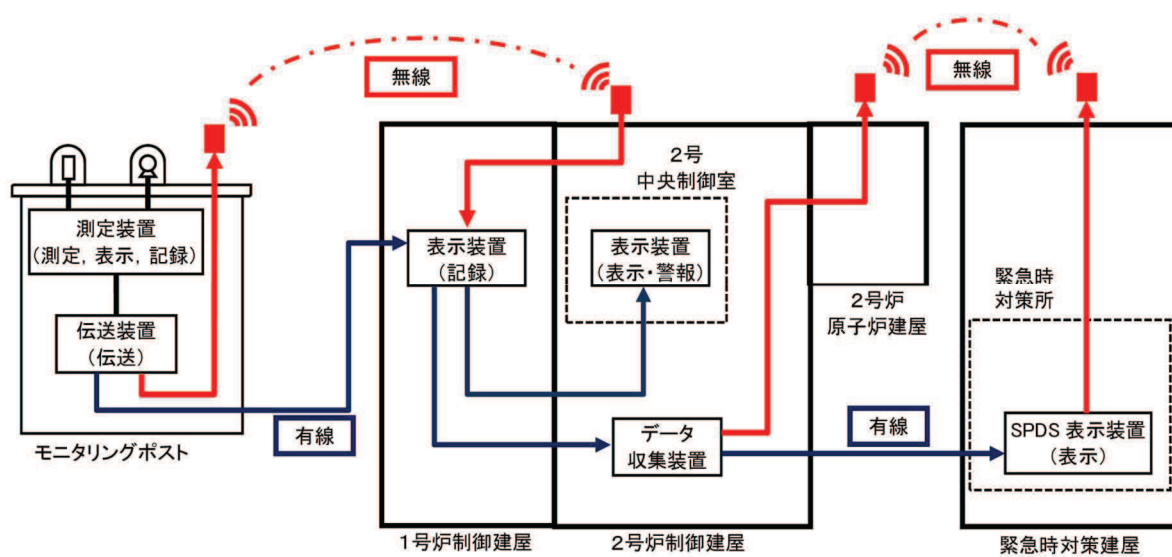 無線
無線
2号
中央制御室
測定装置
(測定, 表示, 記録)
表示装置
(記録)
表示装置
(表示・警報)
伝送装置
(伝送)
2号炉
原子炉建屋
緊急時
対策所
有線
モニタリングポスト
データ
収集装置
有線
SPDS 表示装置
(表示)
1号炉制御建屋
2号炉制御建屋
緊急時対策建屋